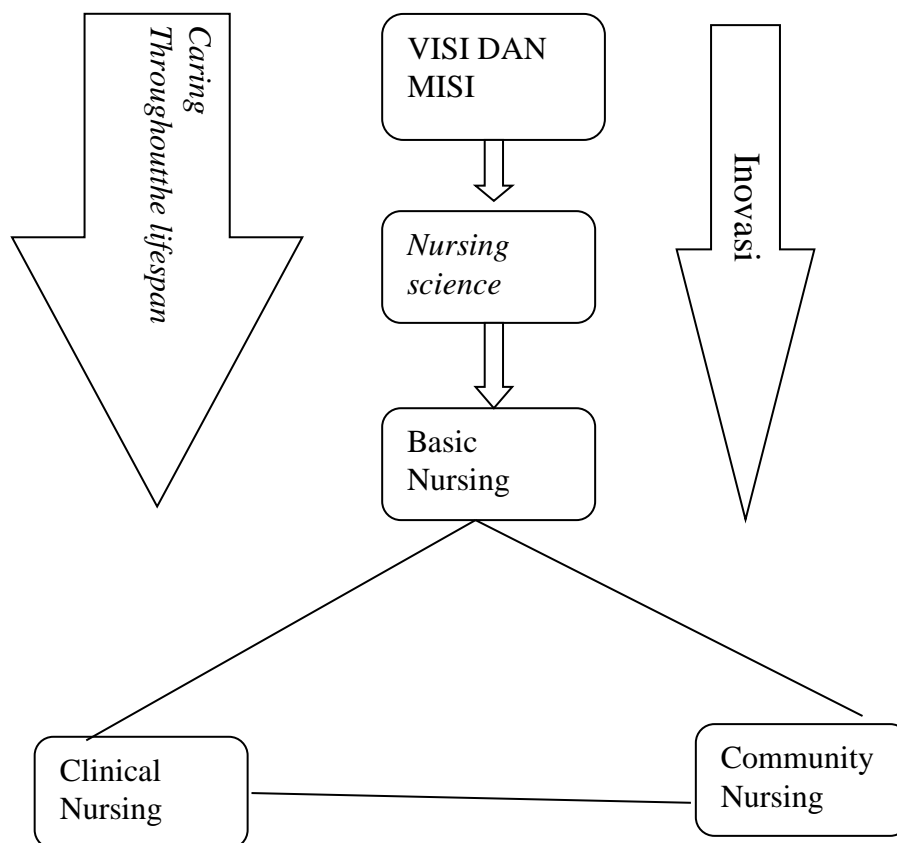 Caring
Throughoutthe lifespan
VISI DAN
MISI
Inovasi
Nursing
science
Basic
Nursing
Clinical
Nursing
Community
Nursing